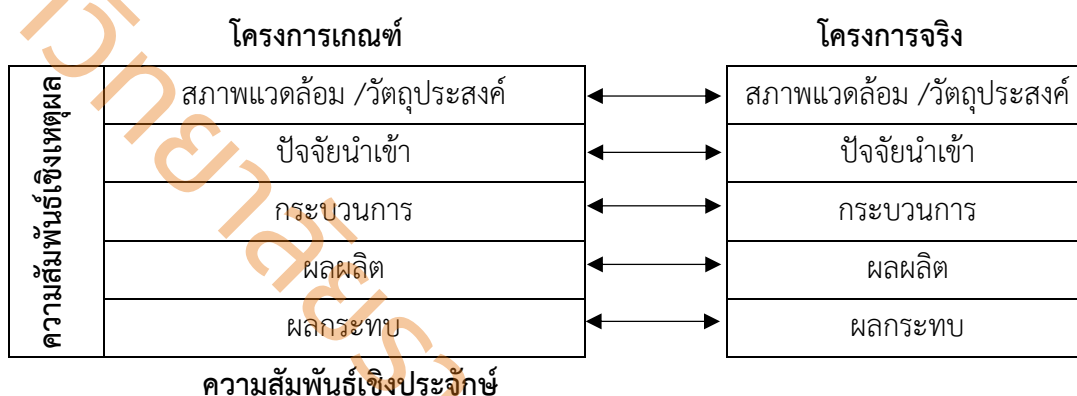 โครงการเกณฑ์ โครงการจริง
ความสัมพันธ์เชิงเหตุผล
สภาพแวดล้อม /วัตถุประสงค์ สภาพแวดล้อม /วัตถุประสงค์
ปัจจัยนำเข้า ปัจจัยนำเข้า
กระบวนการ กระบวนการ
ผลผลิต ผลผลิต
ผลกระทบ ผลกระทบ
ความสัมพันธ์เชิงประจักษ์